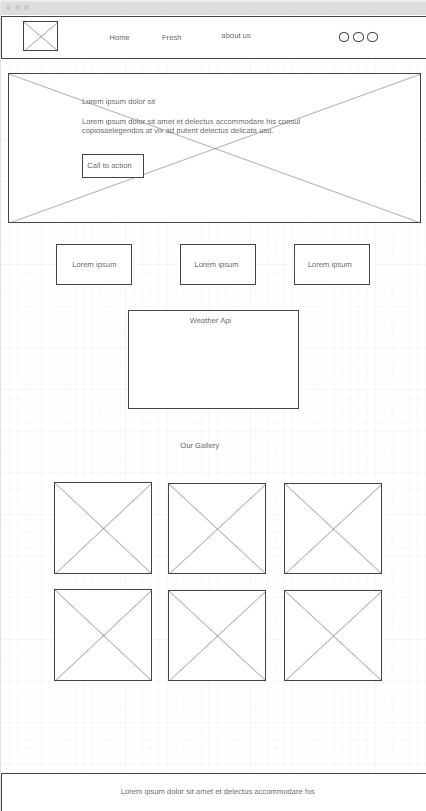 Home
Fresh
about us
Lorem ipsum dolor sit
Lorem ipsum dolor sit amet et delectus accommodare his consul
copiosaelegendos at vix ad putent delectus delicata usu.
Call to action
Lorem ipsum
Lorem ipsum
Lorem ipsum
Weather Api
Our Gallery
Lorem ipsum dolor sit amet et delectus accommodare his